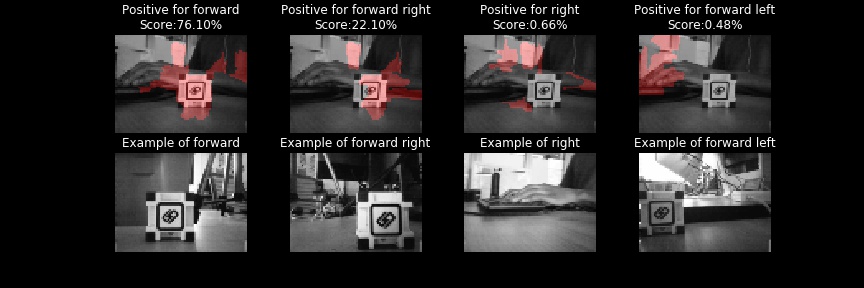 Positive for forward
Score:76.10%
Positive for forward right
Score:22.10%
Positive for right
Score:0.66%
Positive for forward left
Score:0.48%
Example of forward
Example of forward right
Example of right
Example of forward left